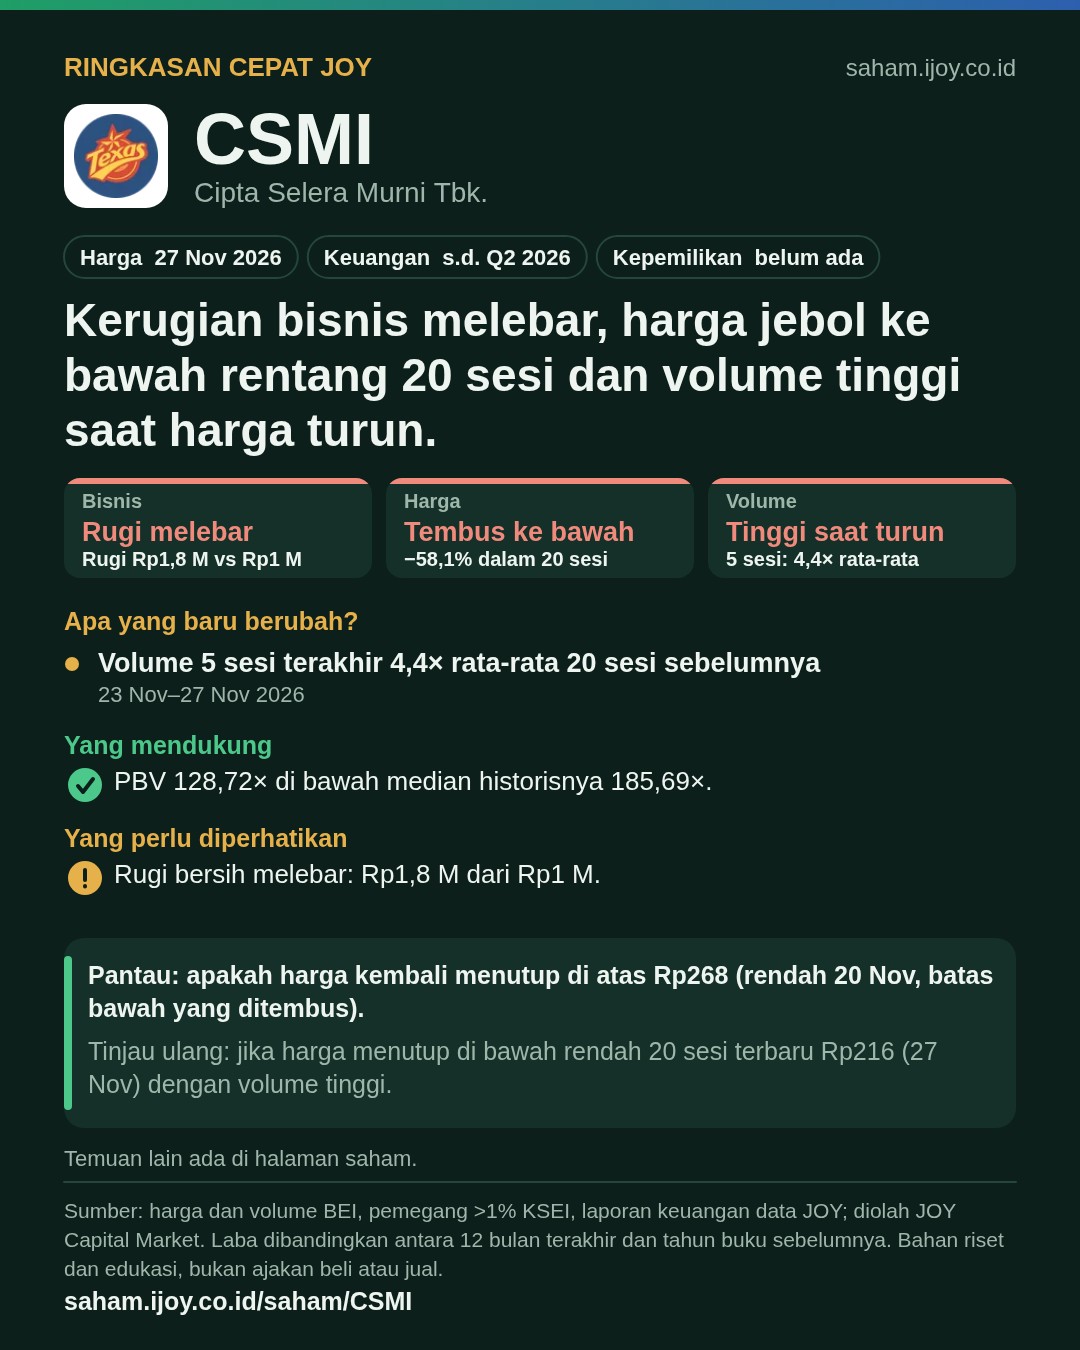 RINGKASAN CEPAT JOY
saham.ijoy.co.id
Texas
CSMI
Cipta Selera Murni Tbk.
Harga 27 Nov 2026
Keuangan s.d. Q2 2026
Kepemilikan belum ada
Kerugian bisnis melebar, harga jebol ke
bawah rentang 20 sesi dan volume tinggi
saat harga turun.
Bisnis
Rugi melebar
Rugi Rp1,8 M vs Rp1 M
Harga
Tembus ke bawah
−58,1% dalam 20 sesi
Volume
Tinggi saat turun
5 sesi: 4,4× rata-rata
Apa yang baru berubah?
Volume 5 sesi terakhir 4,4× rata-rata 20 sesi sebelumnya
23 Nov–27 Nov 2026
Yang mendukung
PBV 128,72× di bawah median historisnya 185,69×.
Yang perlu diperhatikan
Rugi bersih melebar: Rp1,8 M dari Rp1 M.
Pantau: apakah harga kembali menutup di atas Rp268 (rendah 20 Nov, batas
bawah yang ditembus).
Tinjau ulang: jika harga menutup di bawah rendah 20 sesi terbaru Rp216 (27
Nov) dengan volume tinggi.
Temuan lain ada di halaman saham.
Sumber: harga dan volume BEI, pemegang >1% KSEI, laporan keuangan data JOY; diolah JOY
Capital Market. Laba dibandingkan antara 12 bulan terakhir dan tahun buku sebelumnya. Bahan riset
dan edukasi, bukan ajakan beli atau jual.
saham.ijoy.co.id/saham/CSMI